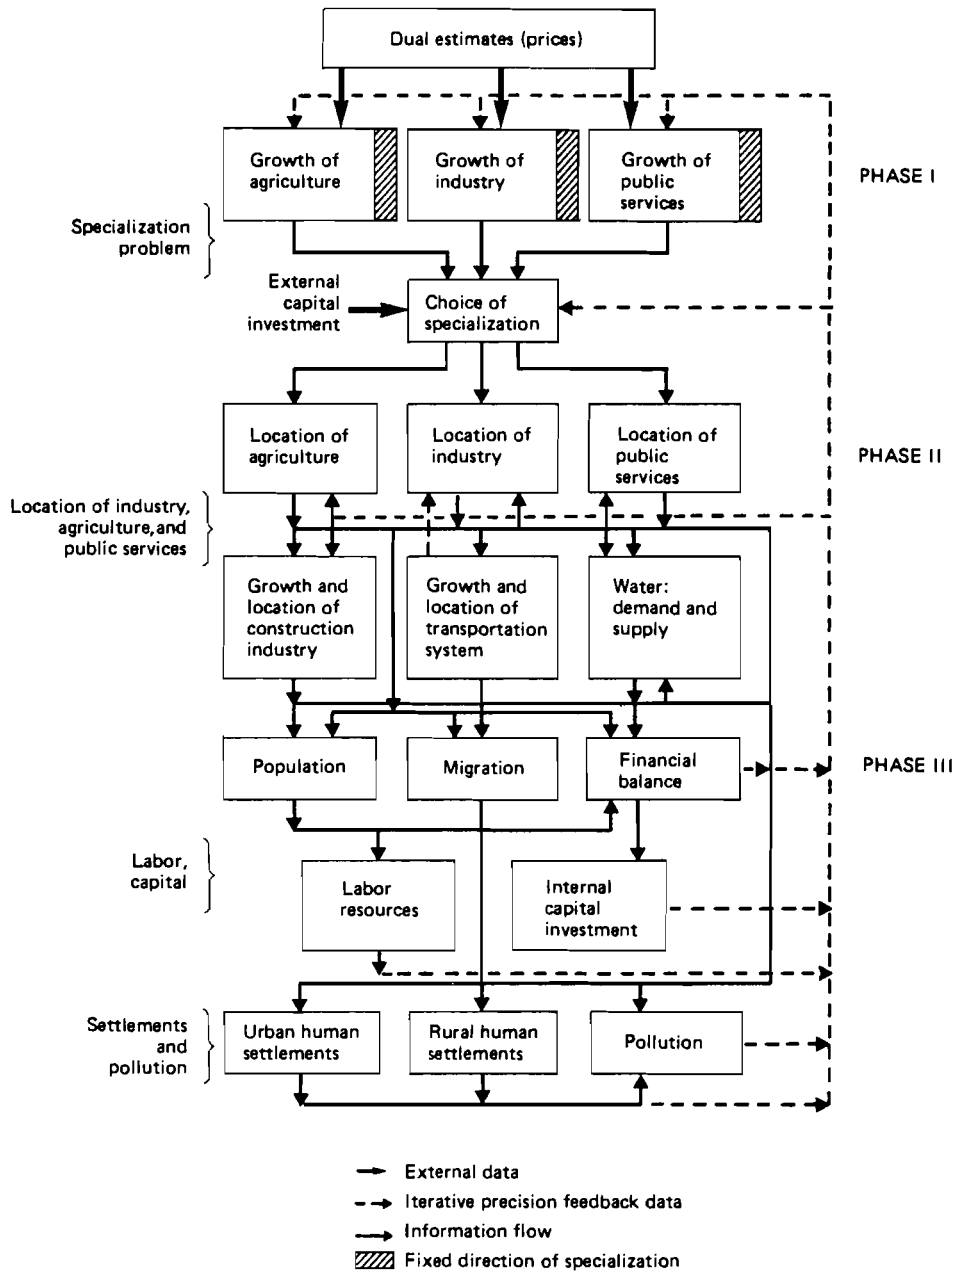 Dual estimates (prices)
Growth of
agriculture
Growth of
industry
Growth of
public
services
PHASE I
Specialization
problem
External
capital
investment
Choice of
specialization
Location of
agriculture
Location of
industry
Location of
public
services
PHASE II
Location of industry,
agriculture, and
public services
Growth and
location of
construction
industry
Growth and
location of
transportation
system
Water:
demand and
supply
Population
Migration
Financial
balance
PHASE III
Labor,
capital
Labor
resources
Internal
capital
investment
Settlements
and
pollution
Urban human
settlements
Rural human
settlements
Pollution
External data
Iterative precision feedback data
Information flow
Fixed direction of specialization